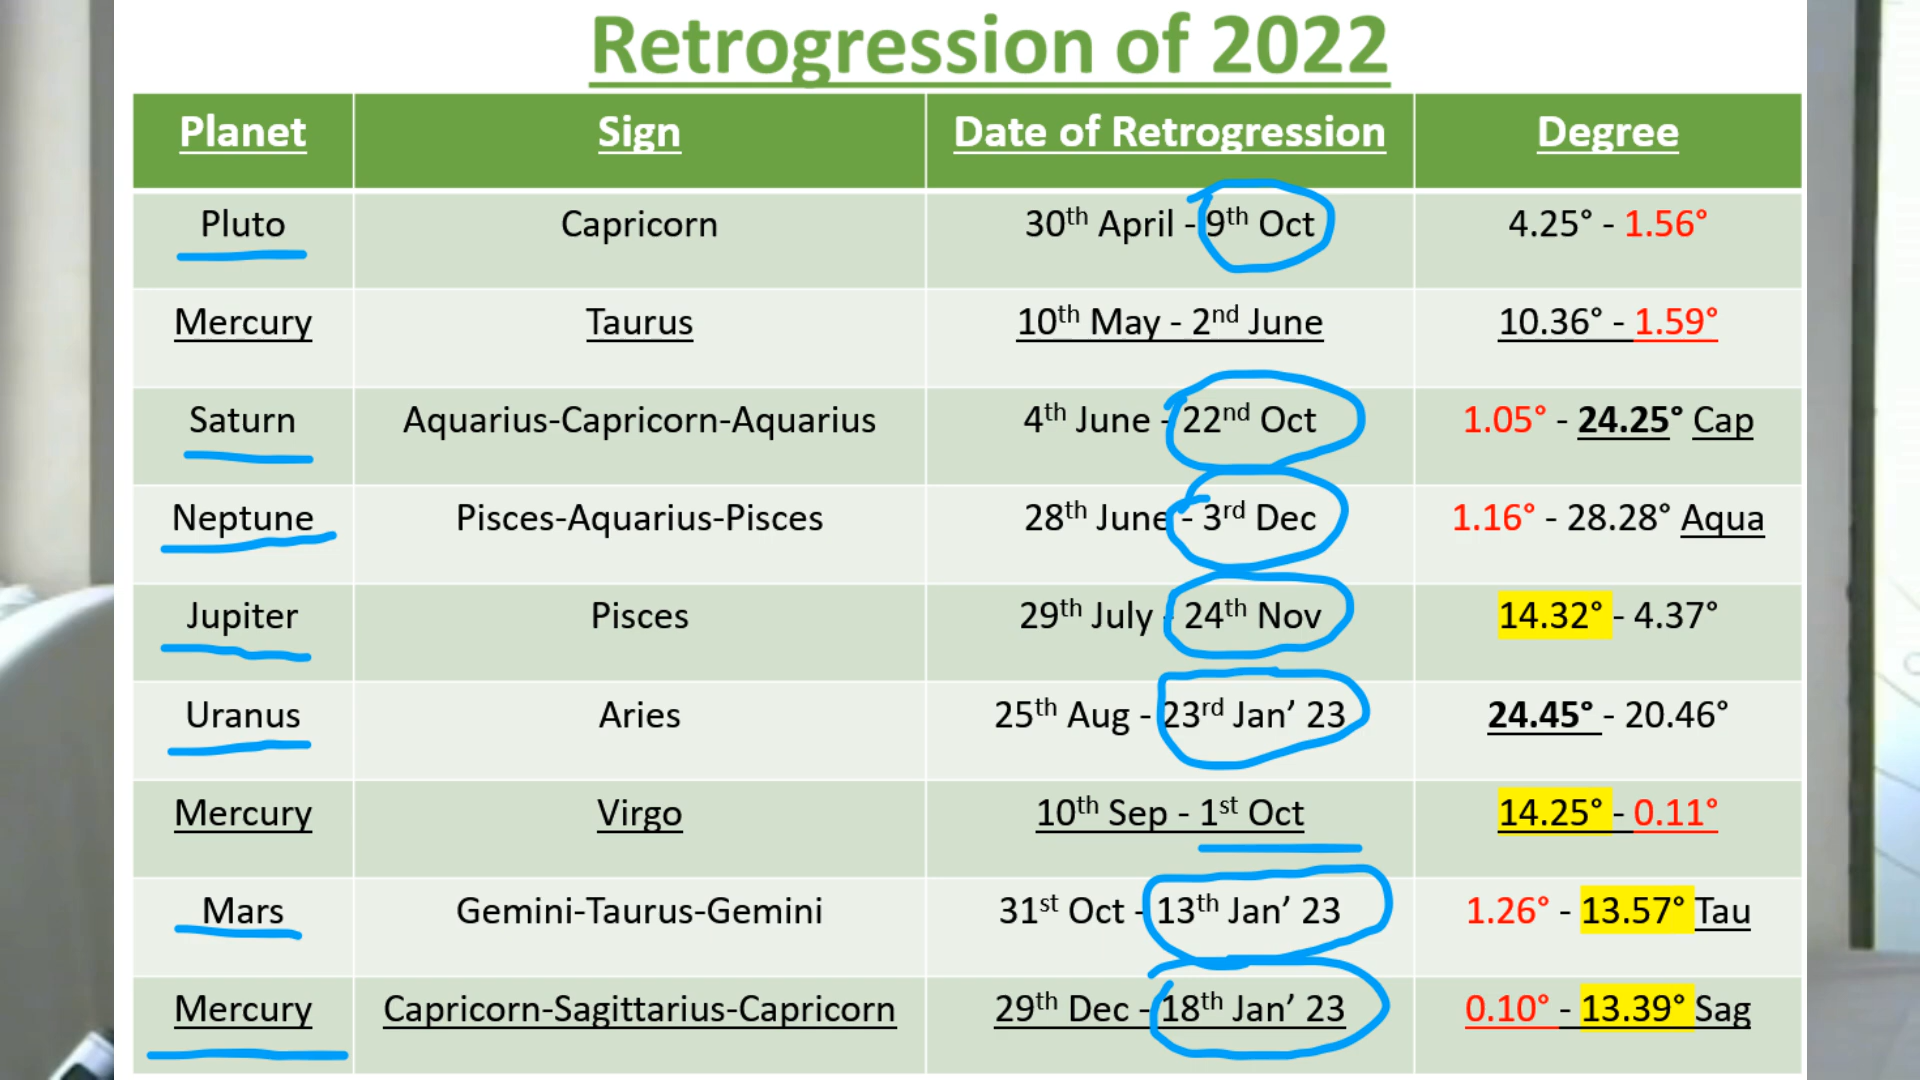 Retrogression of 2022
Planet Sign Date of Retrogression Degree
Pluto Capricorn 30th April - 9th Oct 4.25° - 1.56°
Mercury Taurus 10th May - 2nd June 10.36° - 1.59°
Saturn Aquarius-Capricorn-Aquarius 4th June - 22nd Oct 1.05° - 24.25° Cap
Neptune Pisces-Aquarius-Pisces 28th June - 3rd Dec 1.16° - 28.28° Aqua
Jupiter Pisces 29th July - 24th Nov 14.32° - 4.37°
Uranus Aries 25th Aug - 23rd Jan’ 23 24.45° - 20.46°
Mercury Virgo 10th Sep - 1st Oct 14.25° - 0.11°
Mars Gemini-Taurus-Gemini 31st Oct - 13th Jan’ 23 1.26° - 13.57° Tau
Mercury Capricorn-Sagittarius-Capricorn 29th Dec - 18th Jan’ 23 0.10° - 13.39° Sag